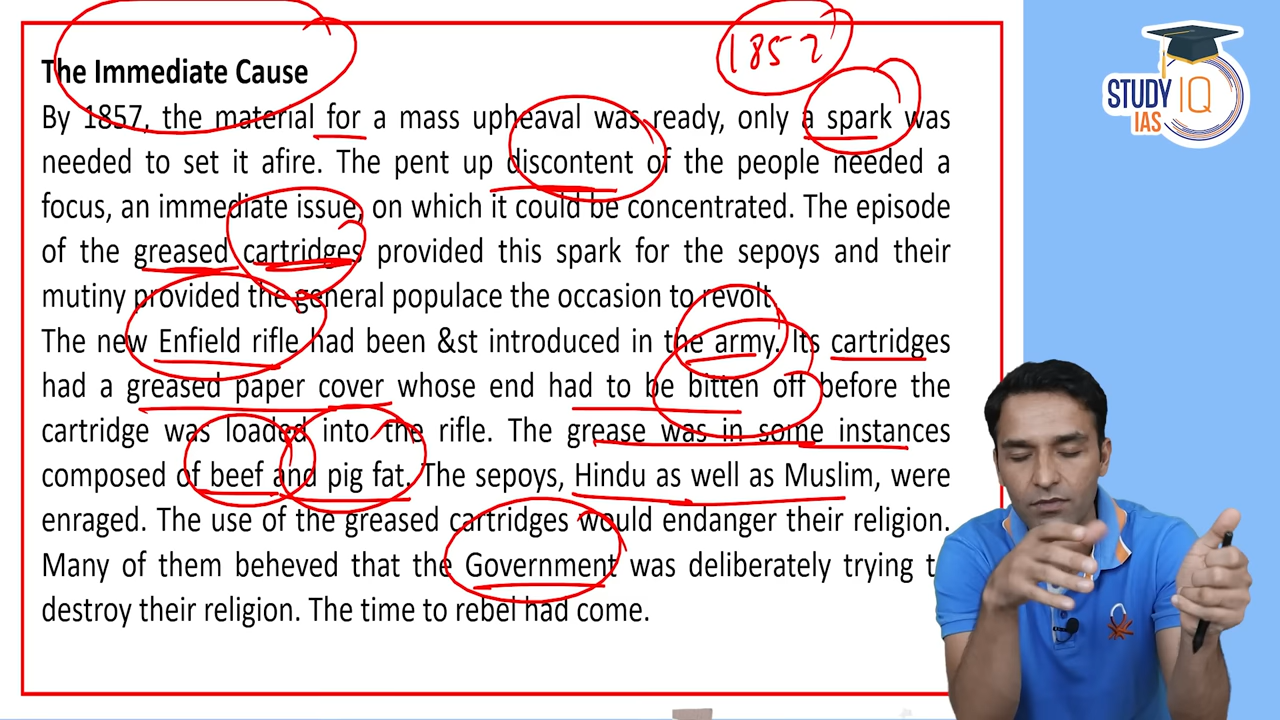 1857
The Immediate Cause
By 1857, the material for a mass upheaval was ready, only a spark was
needed to set it afire. The pent up discontent of the people needed a
focus, an immediate issue, on which it could be concentrated. The episode
of the greased cartridges provided this spark for the sepoys and their
mutiny provided the general populace the occasion to revolt.
The new Enfield rifle had been &st introduced in the army. Its cartridges
had a greased paper cover whose end had to be bitten off before the
cartridge was loaded into the rifle. The grease was in some instances
composed of beef and pig fat. The sepoys, Hindu as well as Muslim, were
enraged. The use of the greased cartridges would endanger their religion.
Many of them beheved that the Government was deliberately trying t
destroy their religion. The time to rebel had come.
STUDY IQ
IAS